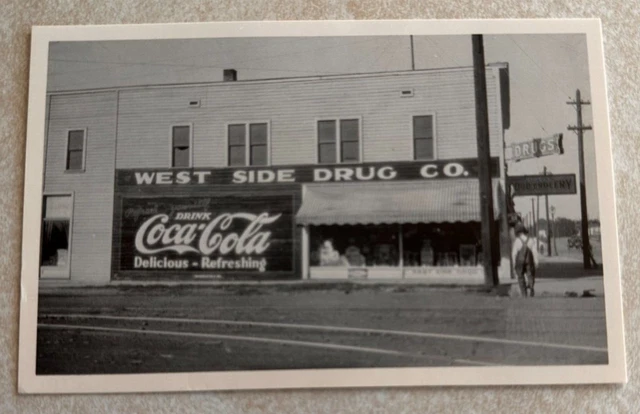 WEST SIDE DRUG CO.
DRINK
Coca-Cola
Delicious - Refreshing
DRUGS